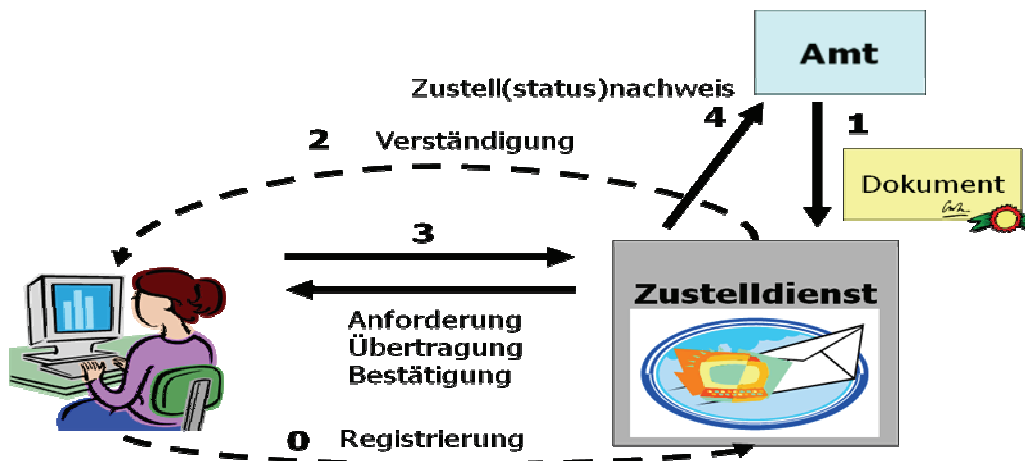 Amt
Zustell(status)nachweis
4
1
2 Verständigung
Dokument
3
Zustelldienst
Anforderung
Übertragung
Bestätigung
0 Registrierung